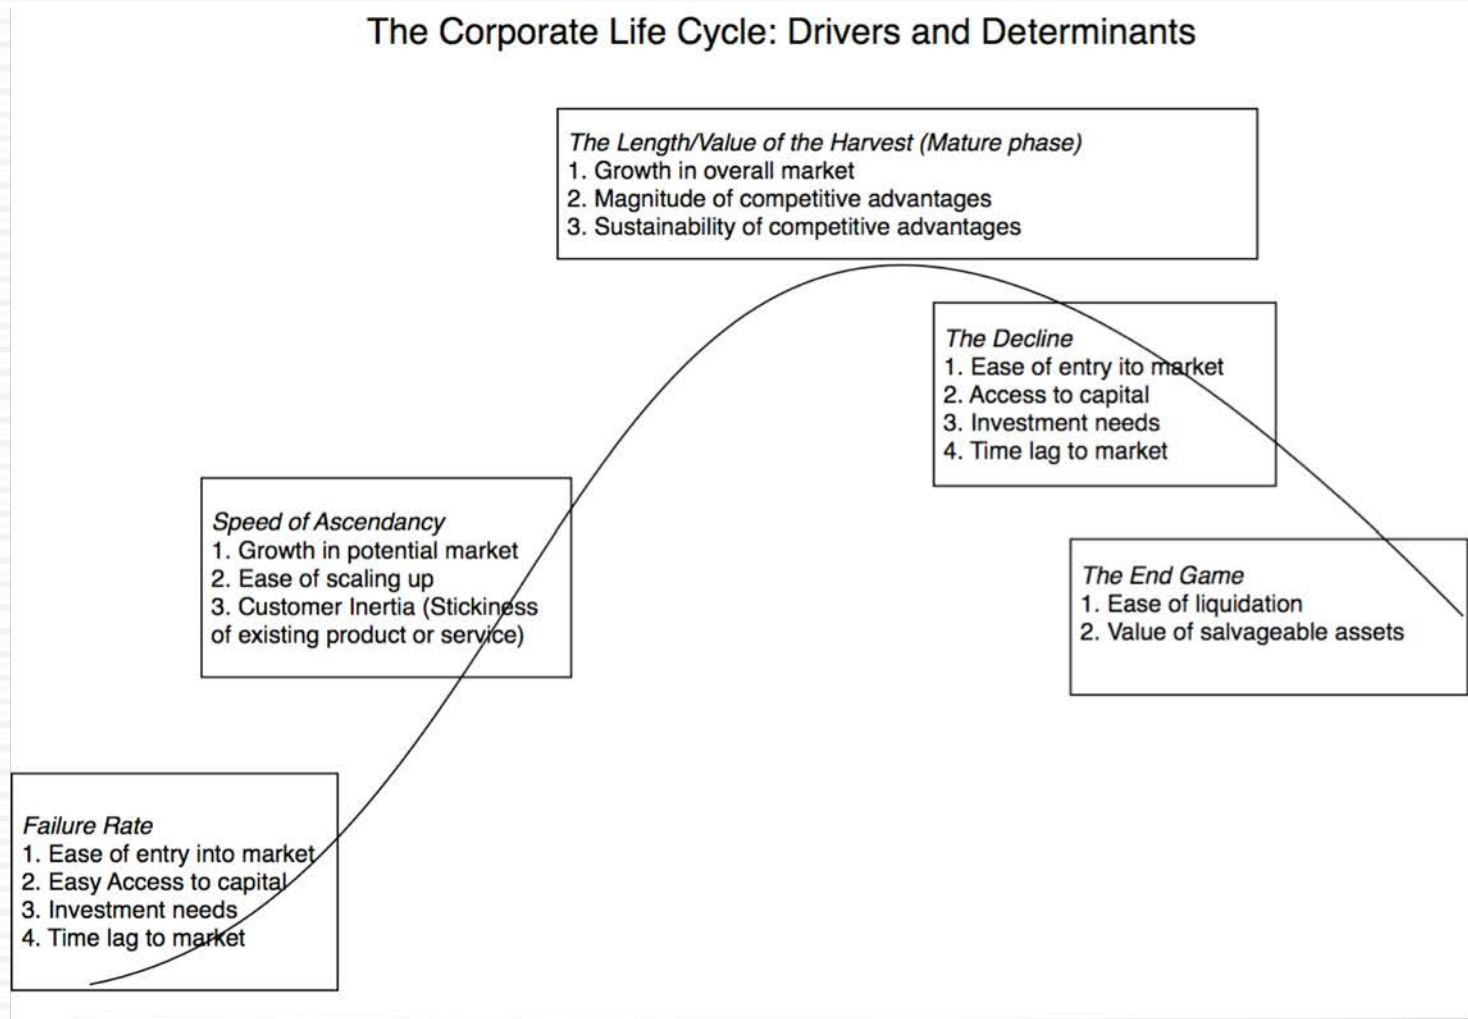 The Corporate Life Cycle: Drivers and Determinants
The Length/Value of the Harvest (Mature phase)
1. Growth in overall market
2. Magnitude of competitive advantages
3. Sustainability of competitive advantages
The Decline
1. Ease of entry ito market
2. Access to capital
3. Investment needs
4. Time lag to market
Speed of Ascendancy
1. Growth in potential market
2. Ease of scaling up
3. Customer Inertia (Stickiness
of existing product or service)
The End Game
1. Ease of liquidation
2. Value of salvageable assets
Failure Rate
1. Ease of entry into market
2. Easy Access to capital
3. Investment needs
4. Time lag to market